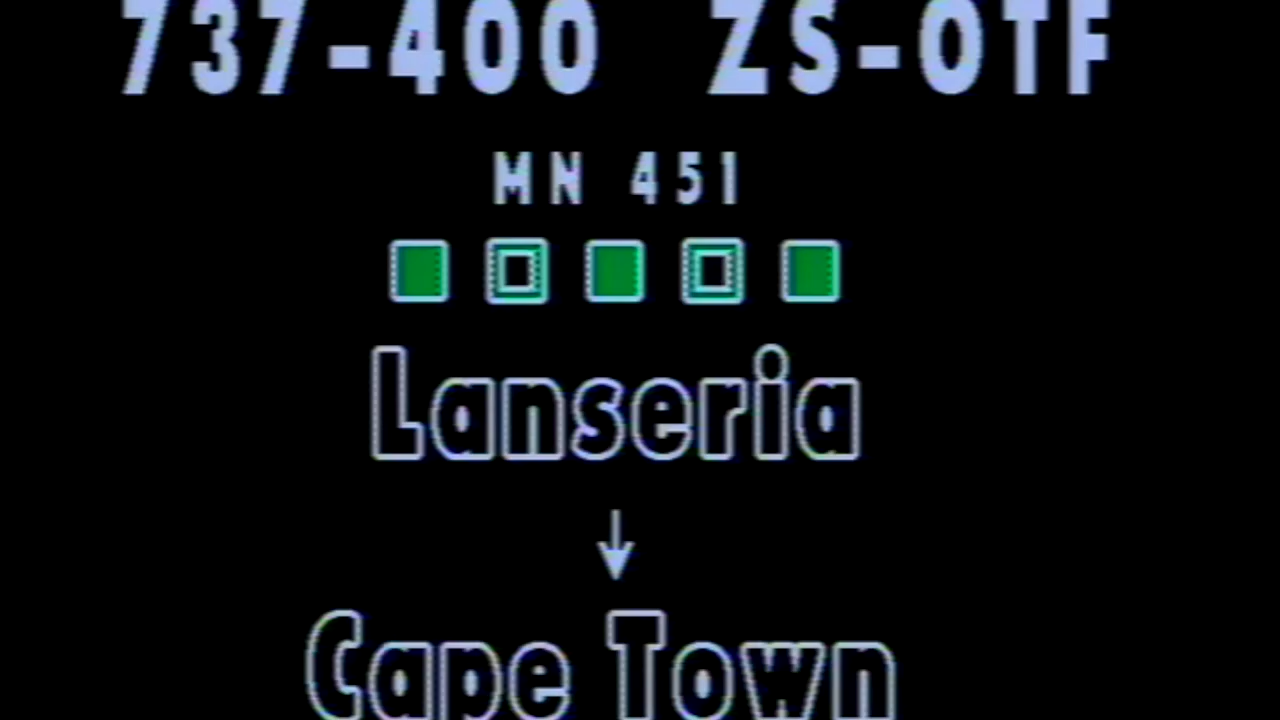 737-400 ZS-OTF
MN 451
Lanseria
↓
Cape Town